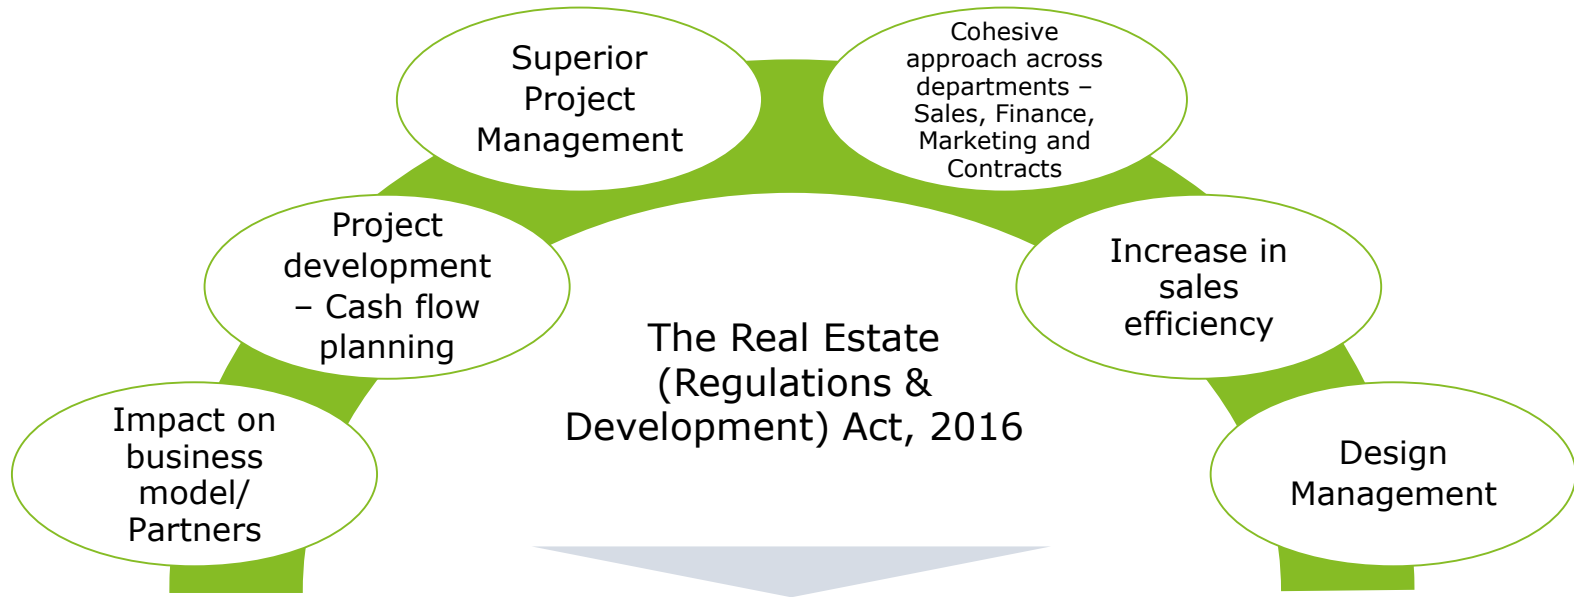 Superior
Project
Management
Cohesive
approach across
departments –
Sales, Finance,
Marketing and
Contracts
Project
development
– Cash flow
planning
Increase in
sales
efficiency
The Real Estate
(Regulations &
Development) Act, 2016
Impact on
business
model/
Partners
Design
Management